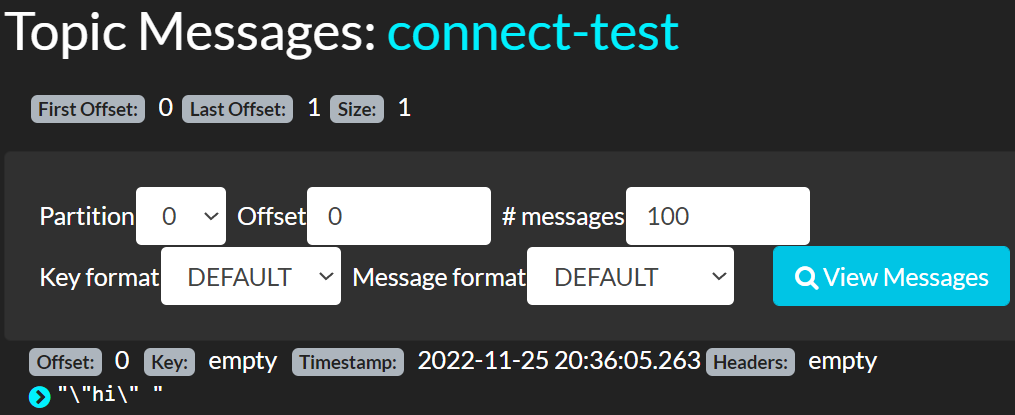 Topic Messages: connect-test
First Offset: 0 Last Offset: 1 Size: 1
Partition 0 Offset 0 # messages 100
Key format DEFAULT Message format DEFAULT View Messages
Offset: 0 Key: empty Timestamp: 2022-11-25 20:36:05.263 Headers: empty
"\"hi\" "